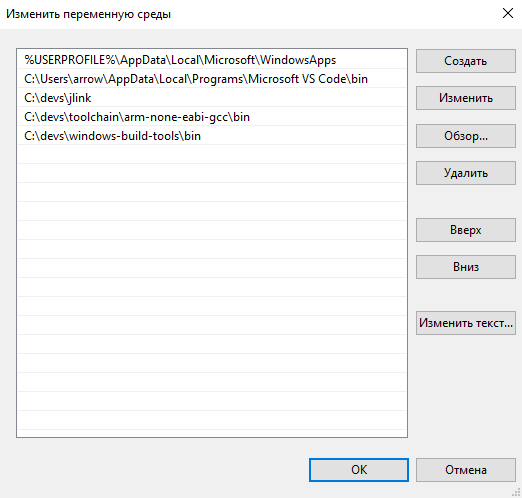 Изменить переменную среды
%USERPROFILE%\AppData\Local\Microsoft\WindowsApps
C:\Users\arrow\AppData\Local\Programs\Microsoft VS Code\bin
C:\devs\jlink
C:\devs\toolchain\arm-none-eabi-gcc\bin
C:\devs\windows-build-tools\bin
Создать
Изменить
Обзор...
Удалить
Вверх
Вниз
Изменить текст...
ОК
Отмена